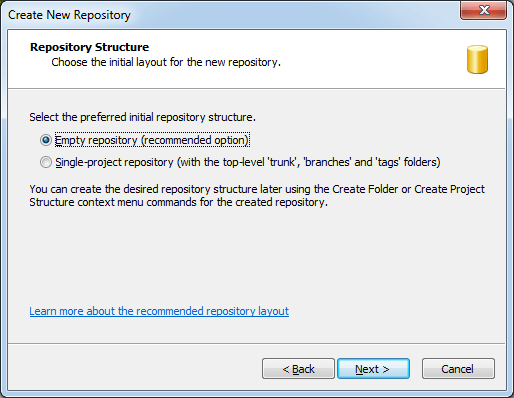 Create New Repository
Repository Structure
Choose the initial layout for the new repository.
Select the preferred initial repository structure.
Empty repository (recommended option)
Single-project repository (with the top-level 'trunk', 'branches' and 'tags' folders)
You can create the desired repository structure later using the Create Folder or Create Project
Structure context menu commands for the created repository.
Learn more about the recommended repository layout
< Back
Next >
Cancel